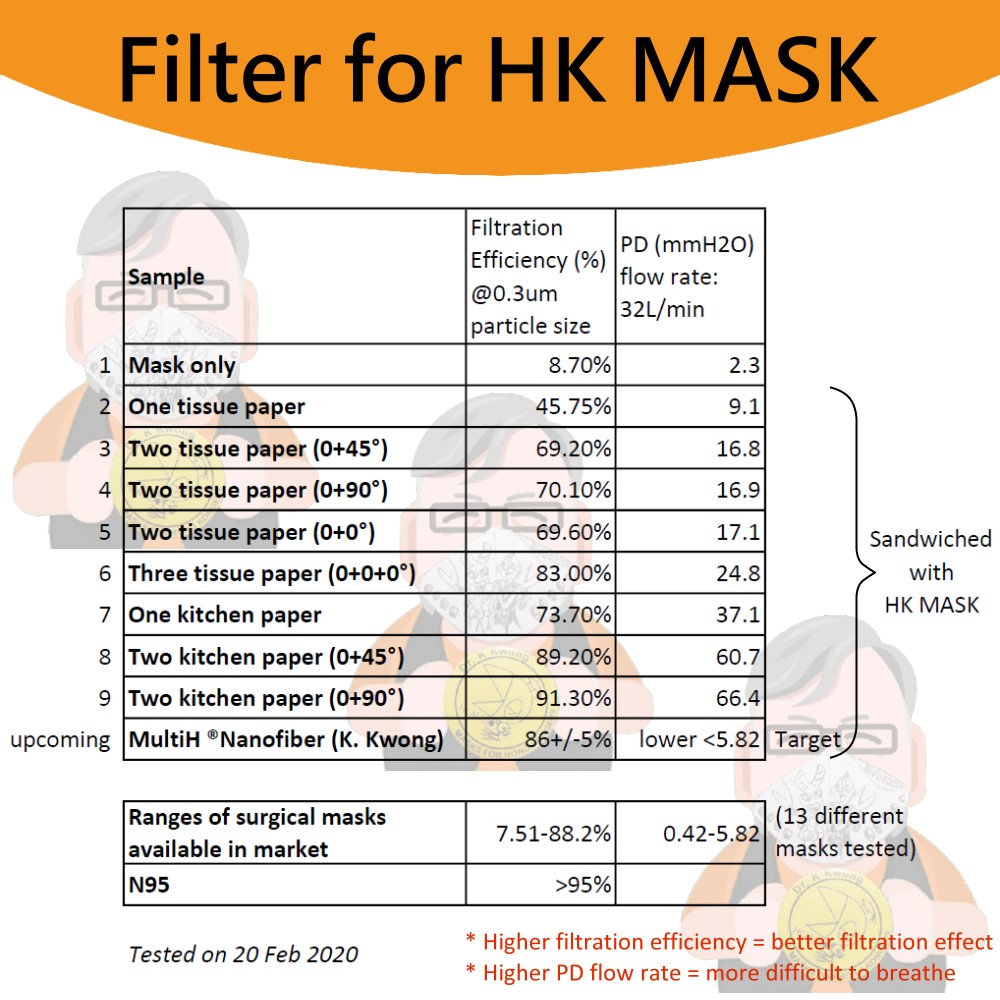 Filter for HK MASK
Sample
Filtration
Efficiency (%)
@0.3um
particle size
PD (mmH2O)
flow rate:
32L/min
1 Mask only 8.70% 2.3
2 One tissue paper 45.75% 9.1
3 Two tissue paper (0+45°) 69.20% 16.8
4 Two tissue paper (0+90°) 70.10% 16.9
5 Two tissue paper (0+0°) 69.60% 17.1
6 Three tissue paper (0+0+0°) 83.00% 24.8
7 One kitchen paper 73.70% 37.1
8 Two kitchen paper (0+45°) 89.20% 60.7
9 Two kitchen paper (0+90°) 91.30% 66.4
upcoming MultiH ®Nanofiber (K. Kwong) 86+/-5% lower <5.82 Target
Sandwiched
with
HK MASK
Ranges of surgical masks
available in market
7.51-88.2% 0.42-5.82
(13 different
masks tested)
N95 >95%
Tested on 20 Feb 2020
* Higher filtration efficiency = better filtration effect
* Higher PD flow rate = more difficult to breathe
Dr. K Kwong
Dr. K Kwong